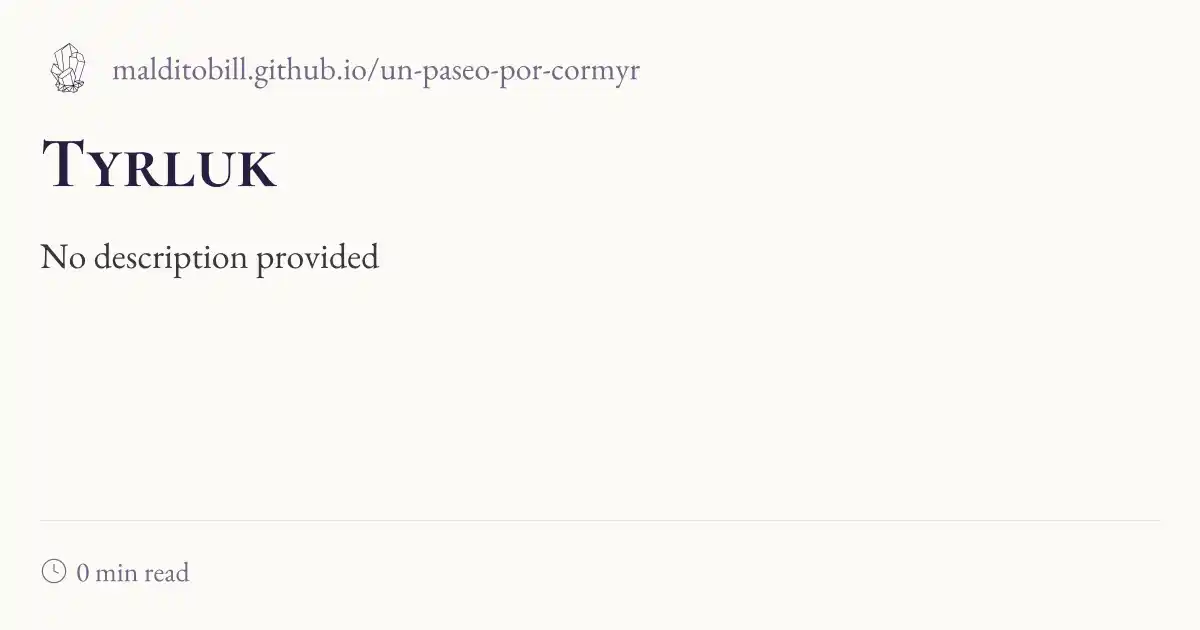 malditobill.github.io/un-paseo-por-cormyr
Tyrluk
No description provided
0 min read